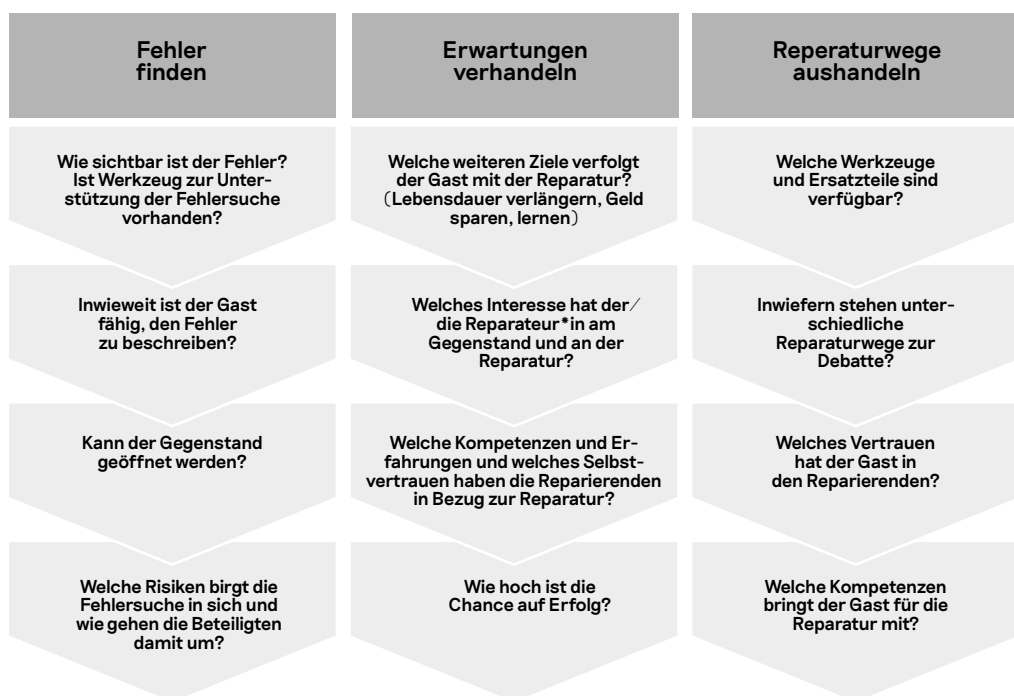 Fehler
finden
Wie sichtbar ist der Fehler?
Ist Werkzeug zur Unter-
stützung der Fehlersuche
vorhanden?
Inwieweit ist der Gast
fähig, den Fehler
zu beschreiben?
Kann der Gegenstand
geöffnet werden?
Welche Risiken birgt die
Fehlersuche in sich und
wie gehen die Beteiligten
damit um?
Erwartungen
verhandeln
Welche weiteren Ziele verfolgt
der Gast mit der Reparatur?
(Lebensdauer verlängern, Geld
sparen, lernen)
Welches Interesse hat der/
die Reparateur*in am
Gegenstand und an der
Reparatur?
Welche Kompetenzen und Er-
fahrungen und welches Selbst-
vertrauen haben die Reparierenden
in Bezug zur Reparatur?
Wie hoch ist die
Chance auf Erfolg?
Reperaturwege
aushandeln
Welche Werkzeuge
und Ersatzteile sind
verfügbar?
Inwiefern stehen unter-
schiedliche
Reparaturwege zur
Debatte?
Welches Vertrauen
hat der Gast in
den Reparierenden?
Welche Kompetenzen
bringt der Gast für die
Reparatur mit?